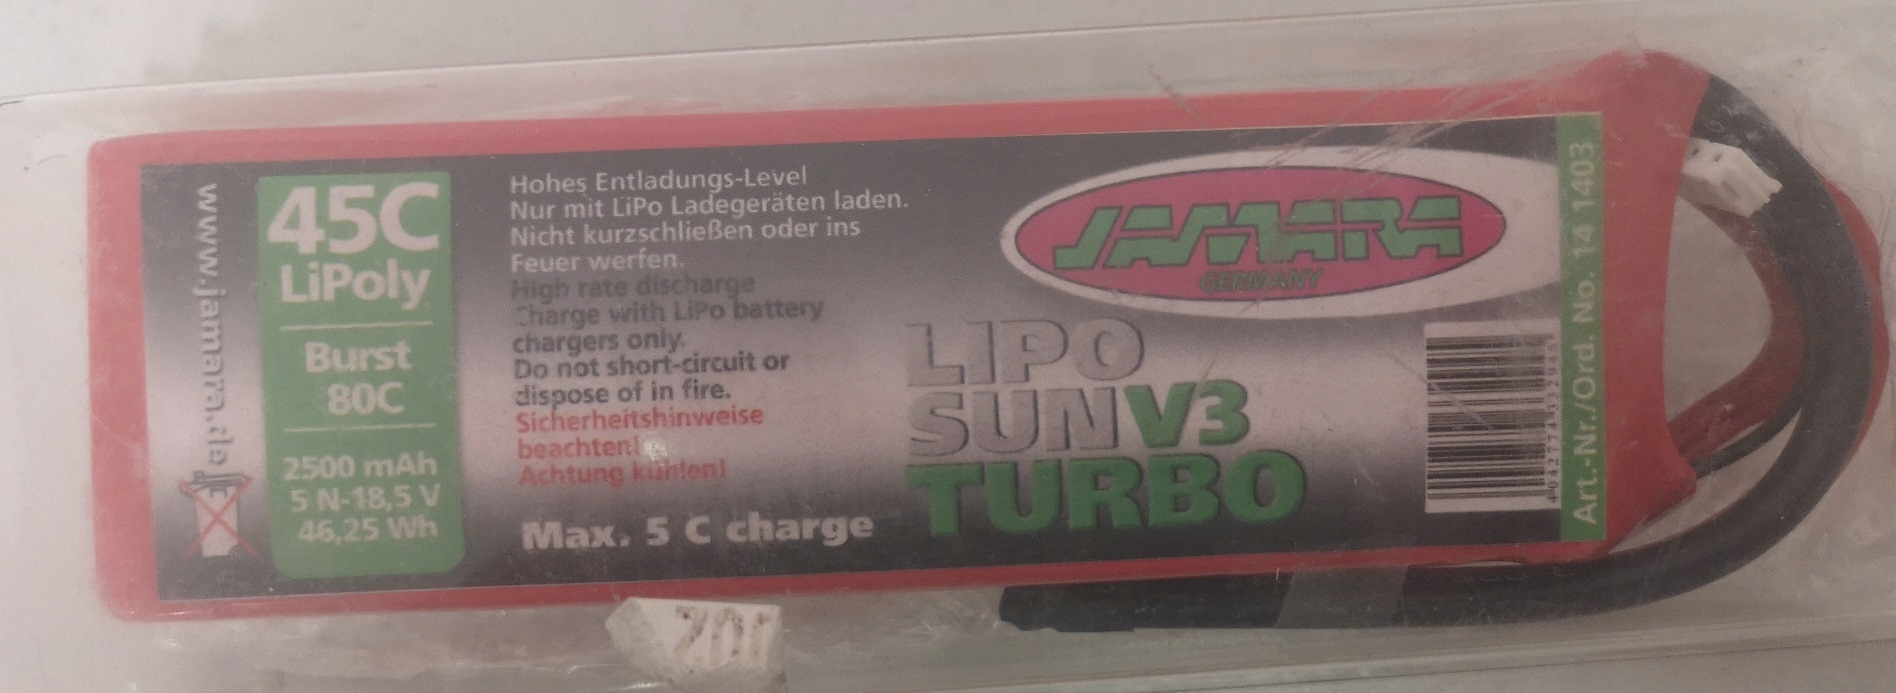 www.jamara.de
45C
LiPoly
Burst
80C
2500 mAh
5 N-18,5 V
46,25 Wh
Hohes Entladungs-Level
Nur mit LiPo Ladegeräten laden.
Nicht kurzschließen oder ins
Feuer werfen.
High rate discharge
Charge with LiPo battery
chargers only.
Do not short-circuit or
dispose of in fire.
Sicherheitshinweise
beachten!
Achtung kühlen!
Max. 5 C charge
JAMARA
GERMANY
LIPO
SUN V3
TURBO
Art.-Nr./Ord. No. 14 1403